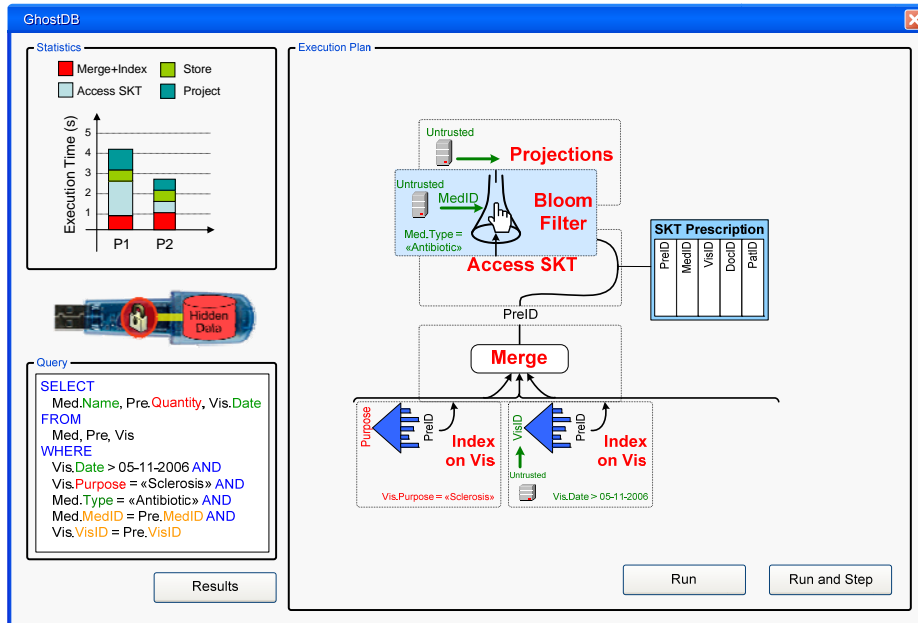 GhostDB
Statistics
Merge+Index
Store
Access SKT
Project
Execution Time (s)
5
4
3
2
1
P1
P2
Hidden
Data
Query
SELECT
Med.Name, Pre.Quantity, Vis.Date
FROM
Med, Pre, Vis
WHERE
Vis.Date > 05-11-2006 AND
Vis.Purpose = «Sclerosis» AND
Med.Type = «Antibiotic» AND
Med.MedID = Pre.MedID AND
Vis.VisID = Pre.VisID
Results
Execution Plan
Untrusted
Projections
Untrusted
MedID
Bloom
Filter
Med.Type =
«Antibiotic»
Access SKT
SKT Prescription
PreID
MedID
VisID
DocID
PatID
PreID
Merge
Purpose
PreID
Index
on Vis
Vis.Purpose = «Sclerosis»
VisID
PreID
Index
on Vis
Untrusted
Vis.Date > 05-11-2006
Run
Run and Step